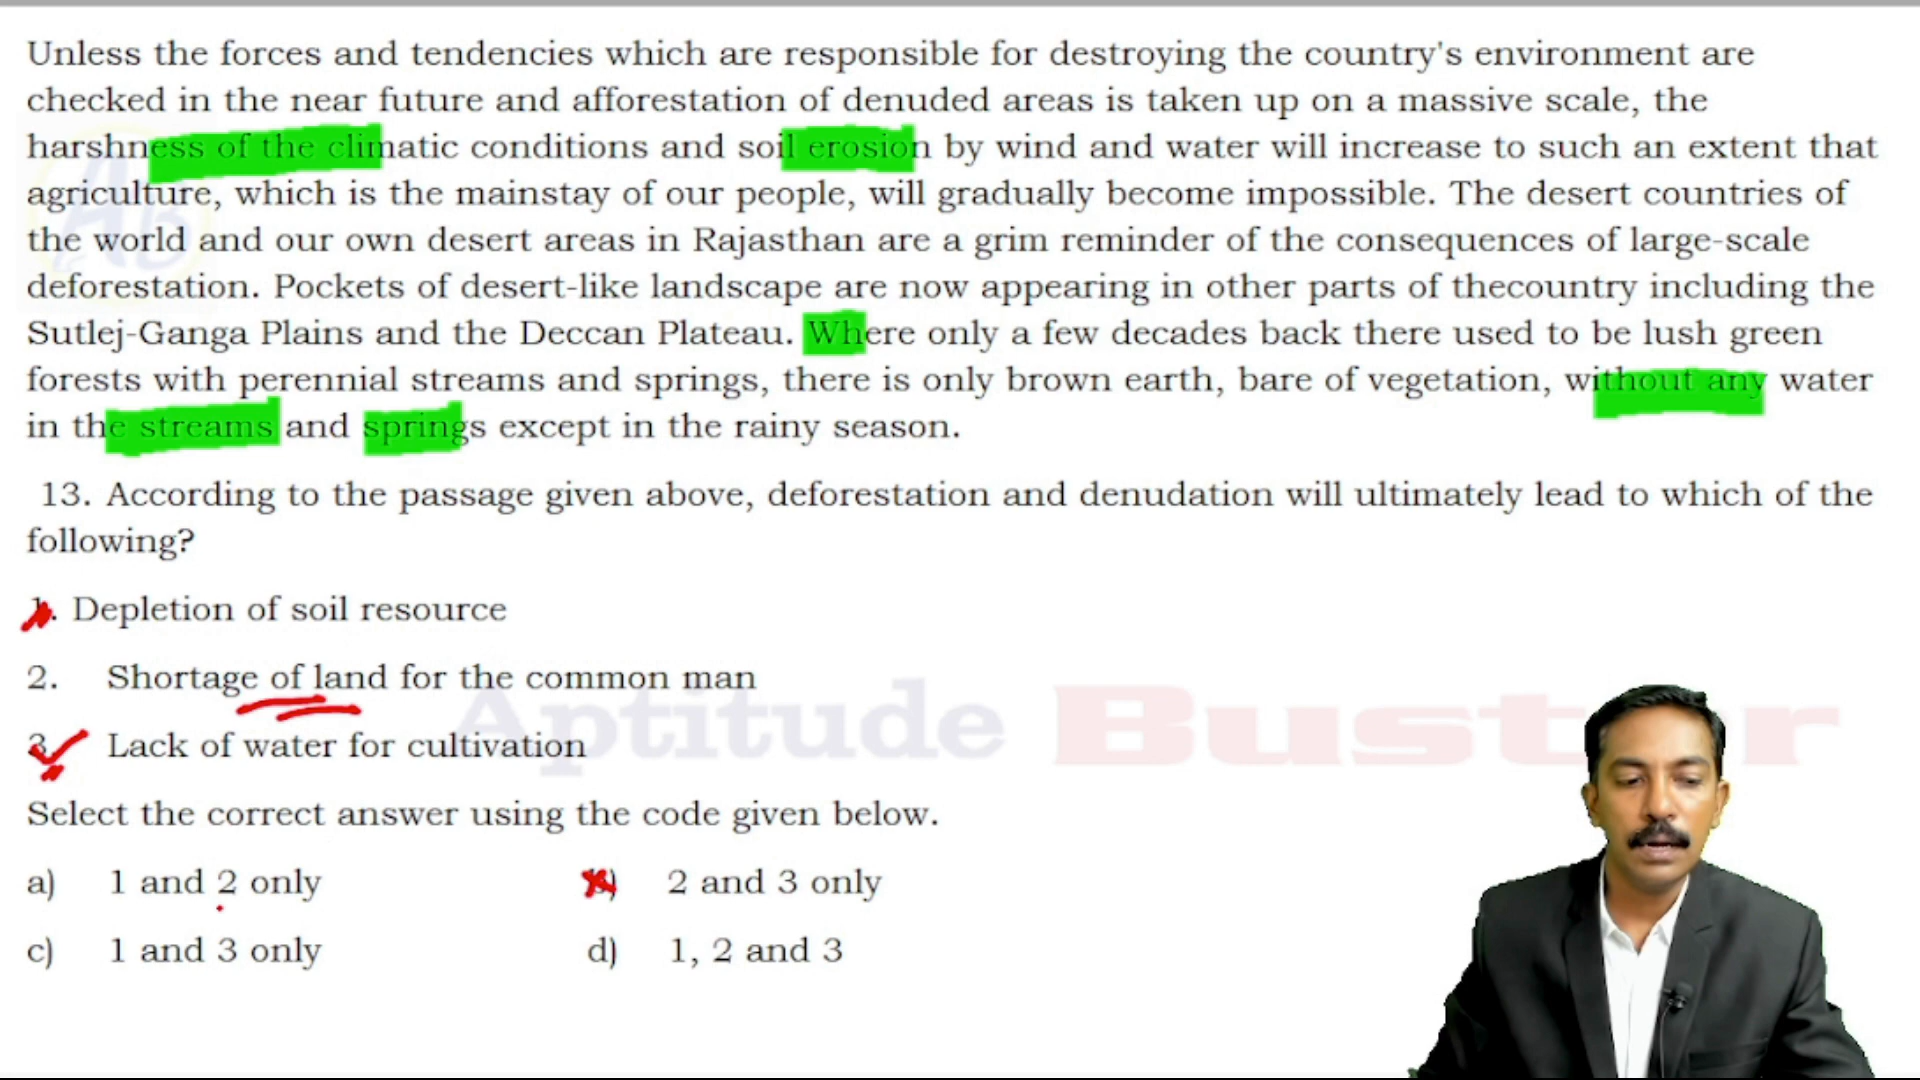 Unless the forces and tendencies which are responsible for destroying the country's environment are
checked in the near future and afforestation of denuded areas is taken up on a massive scale, the
harshness of the climatic conditions and soil erosion by wind and water will increase to such an extent that
agriculture, which is the mainstay of our people, will gradually become impossible. The desert countries of
the world and our own desert areas in Rajasthan are a grim reminder of the consequences of large-scale
deforestation. Pockets of desert-like landscape are now appearing in other parts of thecountry including the
Sutlej-Ganga Plains and the Deccan Plateau. Where only a few decades back there used to be lush green
forests with perennial streams and springs, there is only brown earth, bare of vegetation, without any water
in the streams and springs except in the rainy season.
13. According to the passage given above, deforestation and denudation will ultimately lead to which of the
following?
1. Depletion of soil resource
2. Shortage of land for the common man
3. Lack of water for cultivation
Aptitude Buster
Select the correct answer using the code given below.
a) 1 and 2 only b) 2 and 3 only
c) 1 and 3 only d) 1, 2 and 3